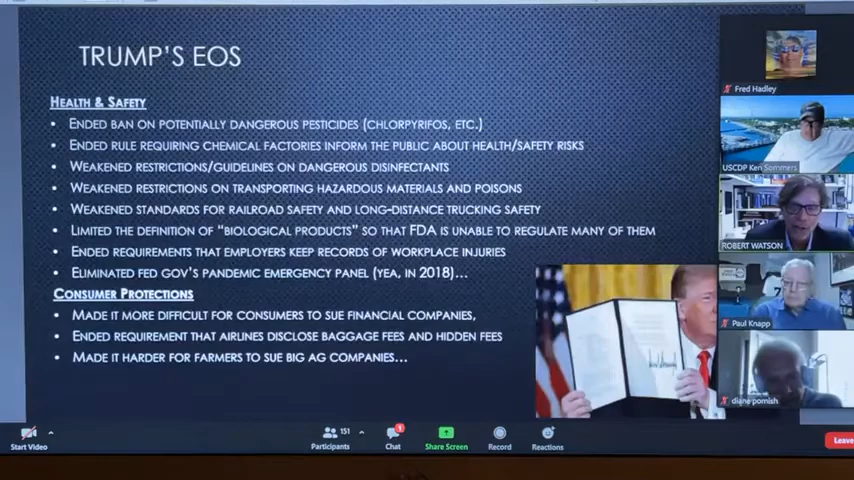 TRUMP'S EOS
HEALTH & SAFETY
• ENDED BAN ON POTENTIALLY DANGEROUS PESTICIDES (CHLORPYRIFOS, ETC.)
• ENDED RULE REQUIRING CHEMICAL FACTORIES INFORM THE PUBLIC ABOUT HEALTH/SAFETY RISKS
• WEAKENED RESTRICTIONS/GUIDELINES ON DANGEROUS DISINFECTANTS
• WEAKENED RESTRICTIONS ON TRANSPORTING HAZARDOUS MATERIALS AND POISONS
• WEAKENED STANDARDS FOR RAILROAD SAFETY AND LONG-DISTANCE TRUCKING SAFETY
• LIMITED THE DEFINITION OF "BIOLOGICAL PRODUCTS" SO THAT FDA IS UNABLE TO REGULATE MANY OF THEM
• ENDED REQUIREMENTS THAT EMPLOYERS KEEP RECORDS OF WORKPLACE INJURIES
• ELIMINATED FED GOV'S PANDEMIC EMERGENCY PANEL (YEA, IN 2018)...
CONSUMER PROTECTIONS
• MADE IT MORE DIFFICULT FOR CONSUMERS TO SUE FINANCIAL COMPANIES,
• ENDED REQUIREMENT THAT AIRLINES DISCLOSE BAGGAGE FEES AND HIDDEN FEES
• MADE IT HARDER FOR FARMERS TO SUE BIG AG COMPANIES...
Fred Hadley
USCDP Ken Sommers
ROBERT WATSON
Paul Knapp
diane pornish
Start Video
151
Participants
1
Chat
Share Screen
Record
Reactions
Leave